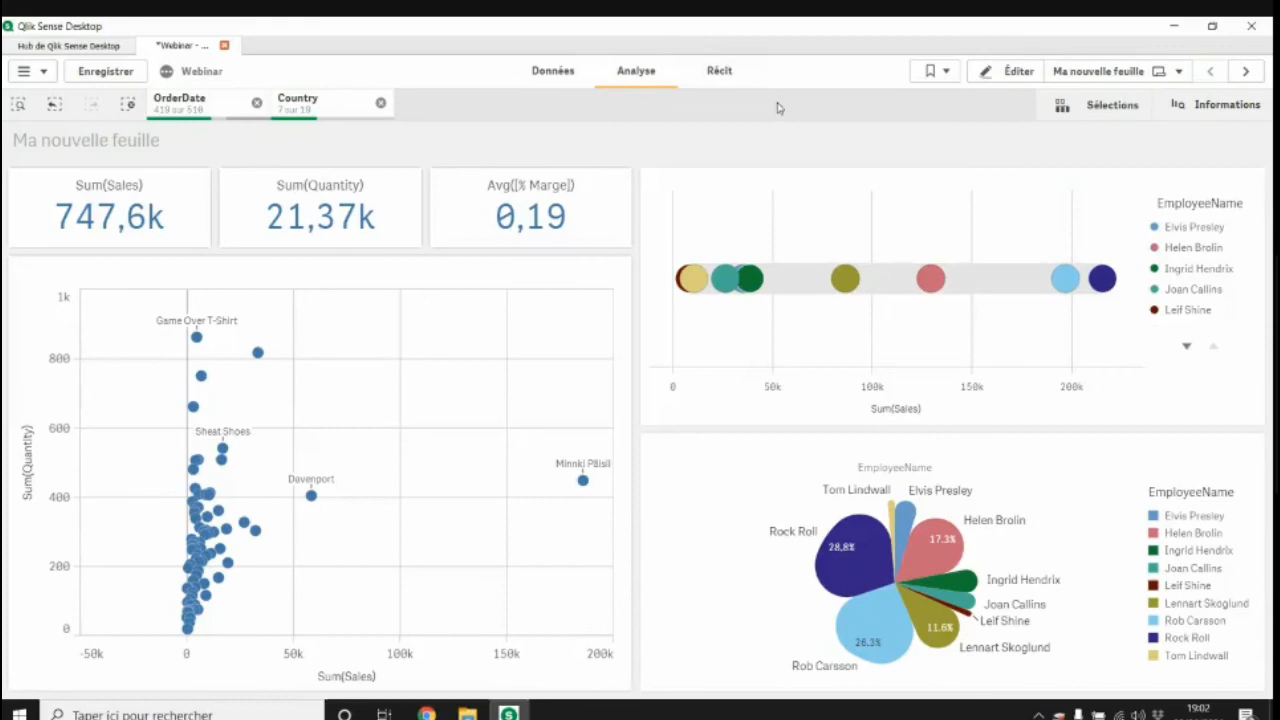 Qlik Sense Desktop
Hub de Qlik Sense Desktop
*Webinar - ...
Enregistrer
Webinar
Données
Analyse
Récit
Éditer
Ma nouvelle feuille
OrderDate
419 sur 510
Country
7 sur 19
Sélections
Informations
Ma nouvelle feuille
Sum(Sales)
747,6k
Sum(Quantity)
21,37k
Avg([% Marge])
0,19
1k
800
600
400
200
0
Sum(Quantity)
Game Over T-Shirt
Sheat Shoes
Davenport
Minnki Pälsii
-50k
0
50k
100k
150k
200k
Sum(Sales)
EmployeeName
Elvis Presley
Helen Brolin
Ingrid Hendrix
Joan Callins
Leif Shine
0
50k
100k
150k
200k
Sum(Sales)
EmployeeName
Tom Lindwall
Elvis Presley
Rock Roll
Helen Brolin
28,8%
17.3%
Ingrid Hendrix
Joan Callins
Leif Shine
11.6%
26.3%
Lennart Skoglund
Rob Carsson
EmployeeName
Elvis Presley
Helen Brolin
Ingrid Hendrix
Joan Callins
Leif Shine
Lennart Skoglund
Rob Carsson
Rock Roll
Tom Lindwall
Taper ici pour rechercher
19:02